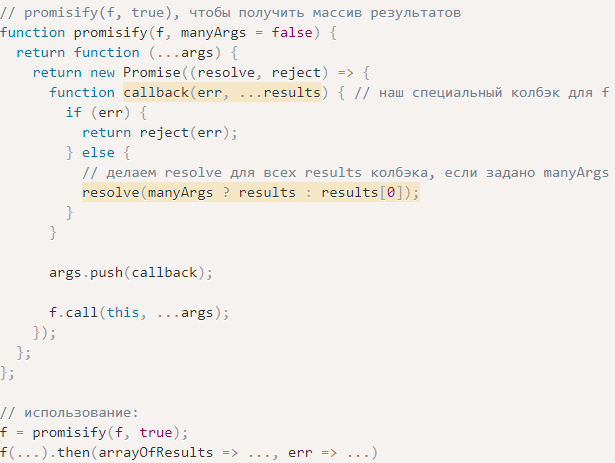 // promisify(f, true), чтобы получить массив результатов
function promisify(f, manyArgs = false) {
  return function (...args) {
    return new Promise((resolve, reject) => {
      function callback(err, ...results) { // наш специальный колбэк для f
        if (err) {
          return reject(err);
        } else {
          // делаем resolve для всех results колбэка, если задано manyArgs
          resolve(manyArgs ? results : results[0]);
        }
      }

      args.push(callback);

      f.call(this, ...args);
    });
  };
};

// использование:
f = promisify(f, true);
f(...).then(arrayOfResults => ..., err => ...)